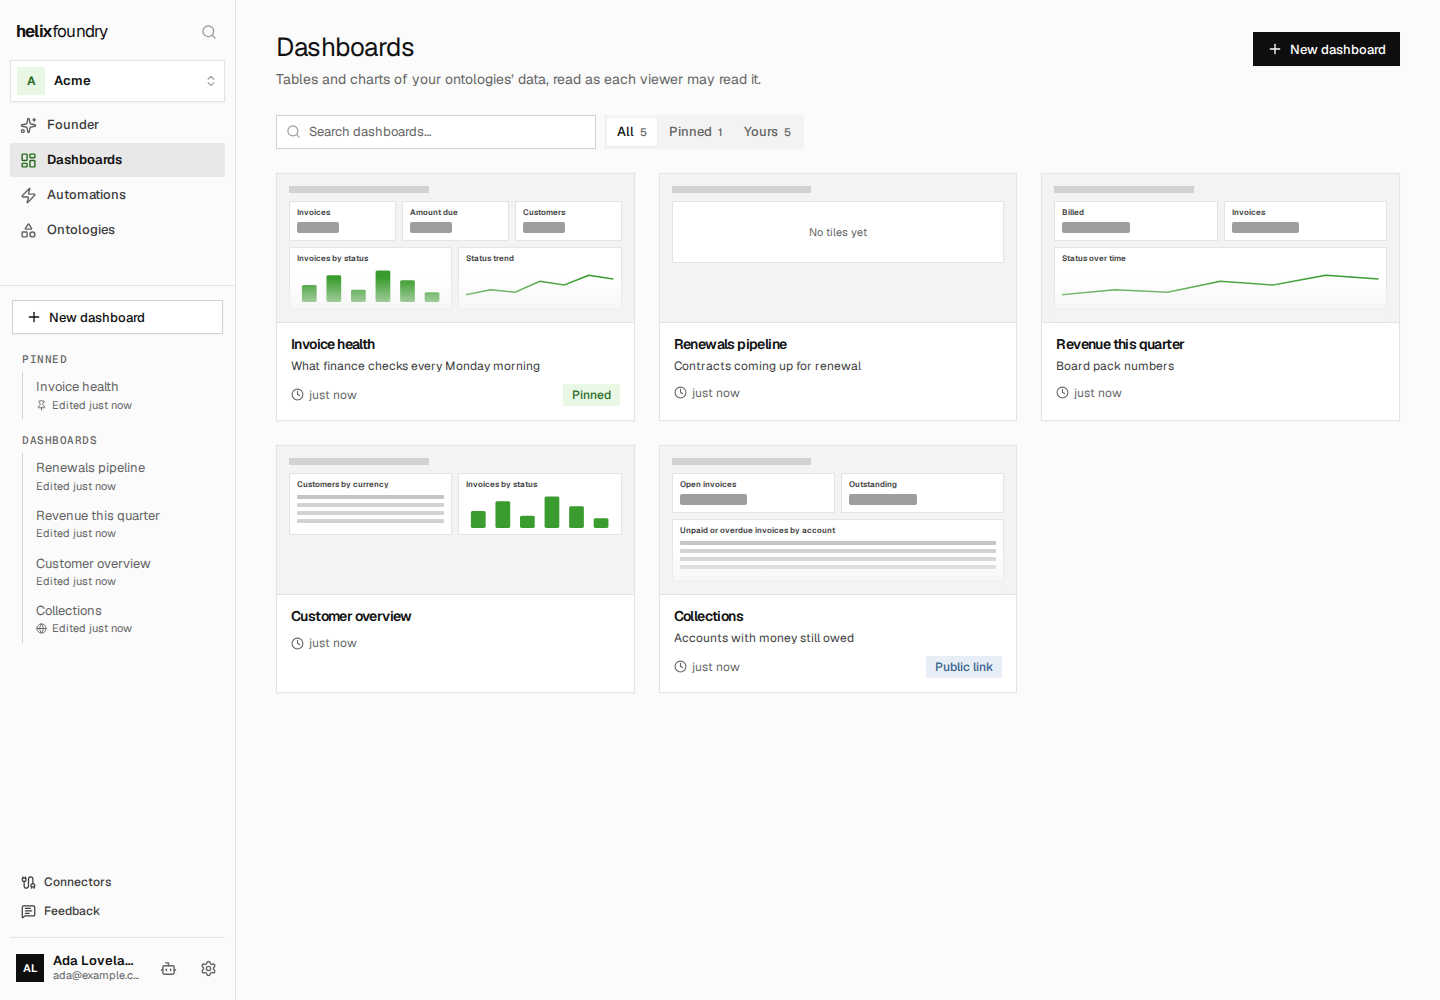 helixfoundry
A Acme
Founder
Dashboards
Automations
Ontologies
New dashboard
PINNED
Invoice health
Edited just now
DASHBOARDS
Renewals pipeline
Edited just now
Revenue this quarter
Edited just now
Customer overview
Edited just now
Collections
Edited just now
Connectors
Feedback
AL Ada Lovela...
ada@example.c...
Dashboards
Tables and charts of your ontologies' data, read as each viewer may read it.
New dashboard
Search dashboards...
All 5 Pinned 1 Yours 5
Invoices Amount due Customers
Invoices by status Status trend
Invoice health
What finance checks every Monday morning
just now Pinned
No tiles yet
Renewals pipeline
Contracts coming up for renewal
just now
Billed Invoices
Status over time
Revenue this quarter
Board pack numbers
just now
Customers by currency Invoices by status
Customer overview
just now
Open invoices Outstanding
Unpaid or overdue invoices by account
Collections
Accounts with money still owed
just now Public link